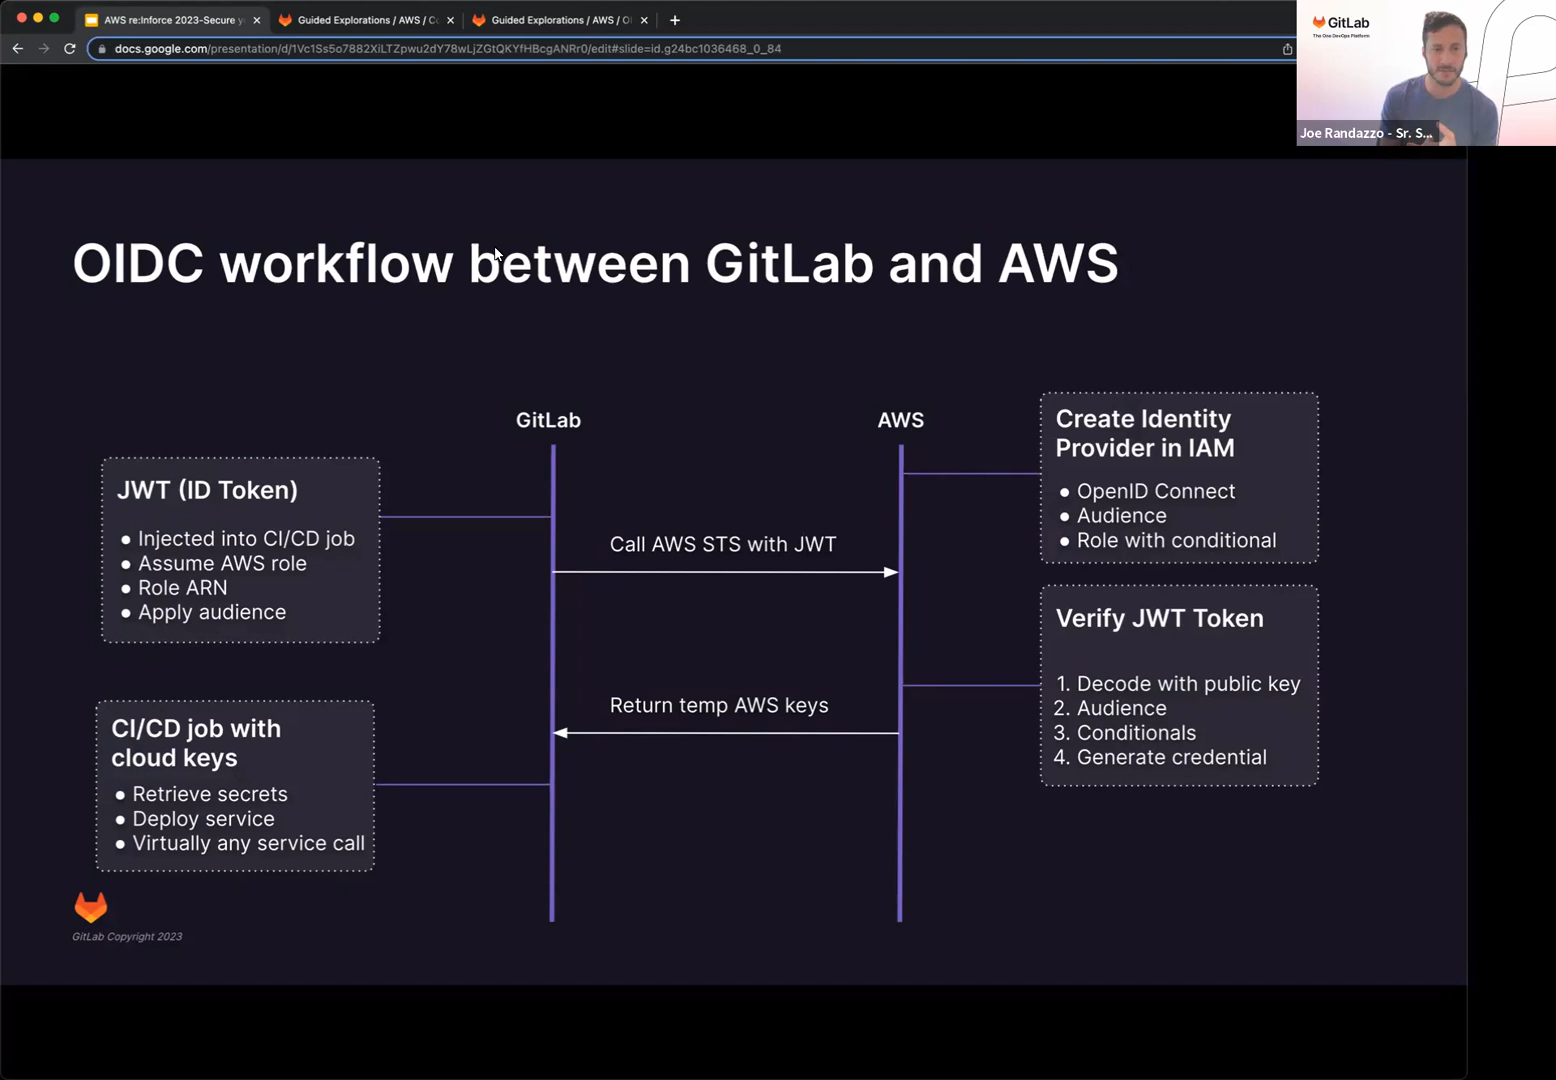 AWS re:Inforce 2023-Secure y
Guided Explorations / AWS / C
Guided Explorations / AWS / O
docs.google.com/presentation/d/1Vc1Ss5o7882XiLTZpwu2dY78wLjZGtQKYfHBcgANRr0/edit#slide=id.g24bc1036468_0_84
GitLab
The One DevOps Platform
Joe Randazzo - Sr. S...
OIDC workflow between GitLab and AWS
GitLab
AWS
JWT (ID Token)
● Injected into CI/CD job
● Assume AWS role
● Role ARN
● Apply audience
Call AWS STS with JWT
Create Identity
Provider in IAM
● OpenID Connect
● Audience
● Role with conditional
Verify JWT Token
1. Decode with public key
2. Audience
3. Conditionals
4. Generate credential
Return temp AWS keys
CI/CD job with
cloud keys
● Retrieve secrets
● Deploy service
● Virtually any service call
GitLab Copyright 2023